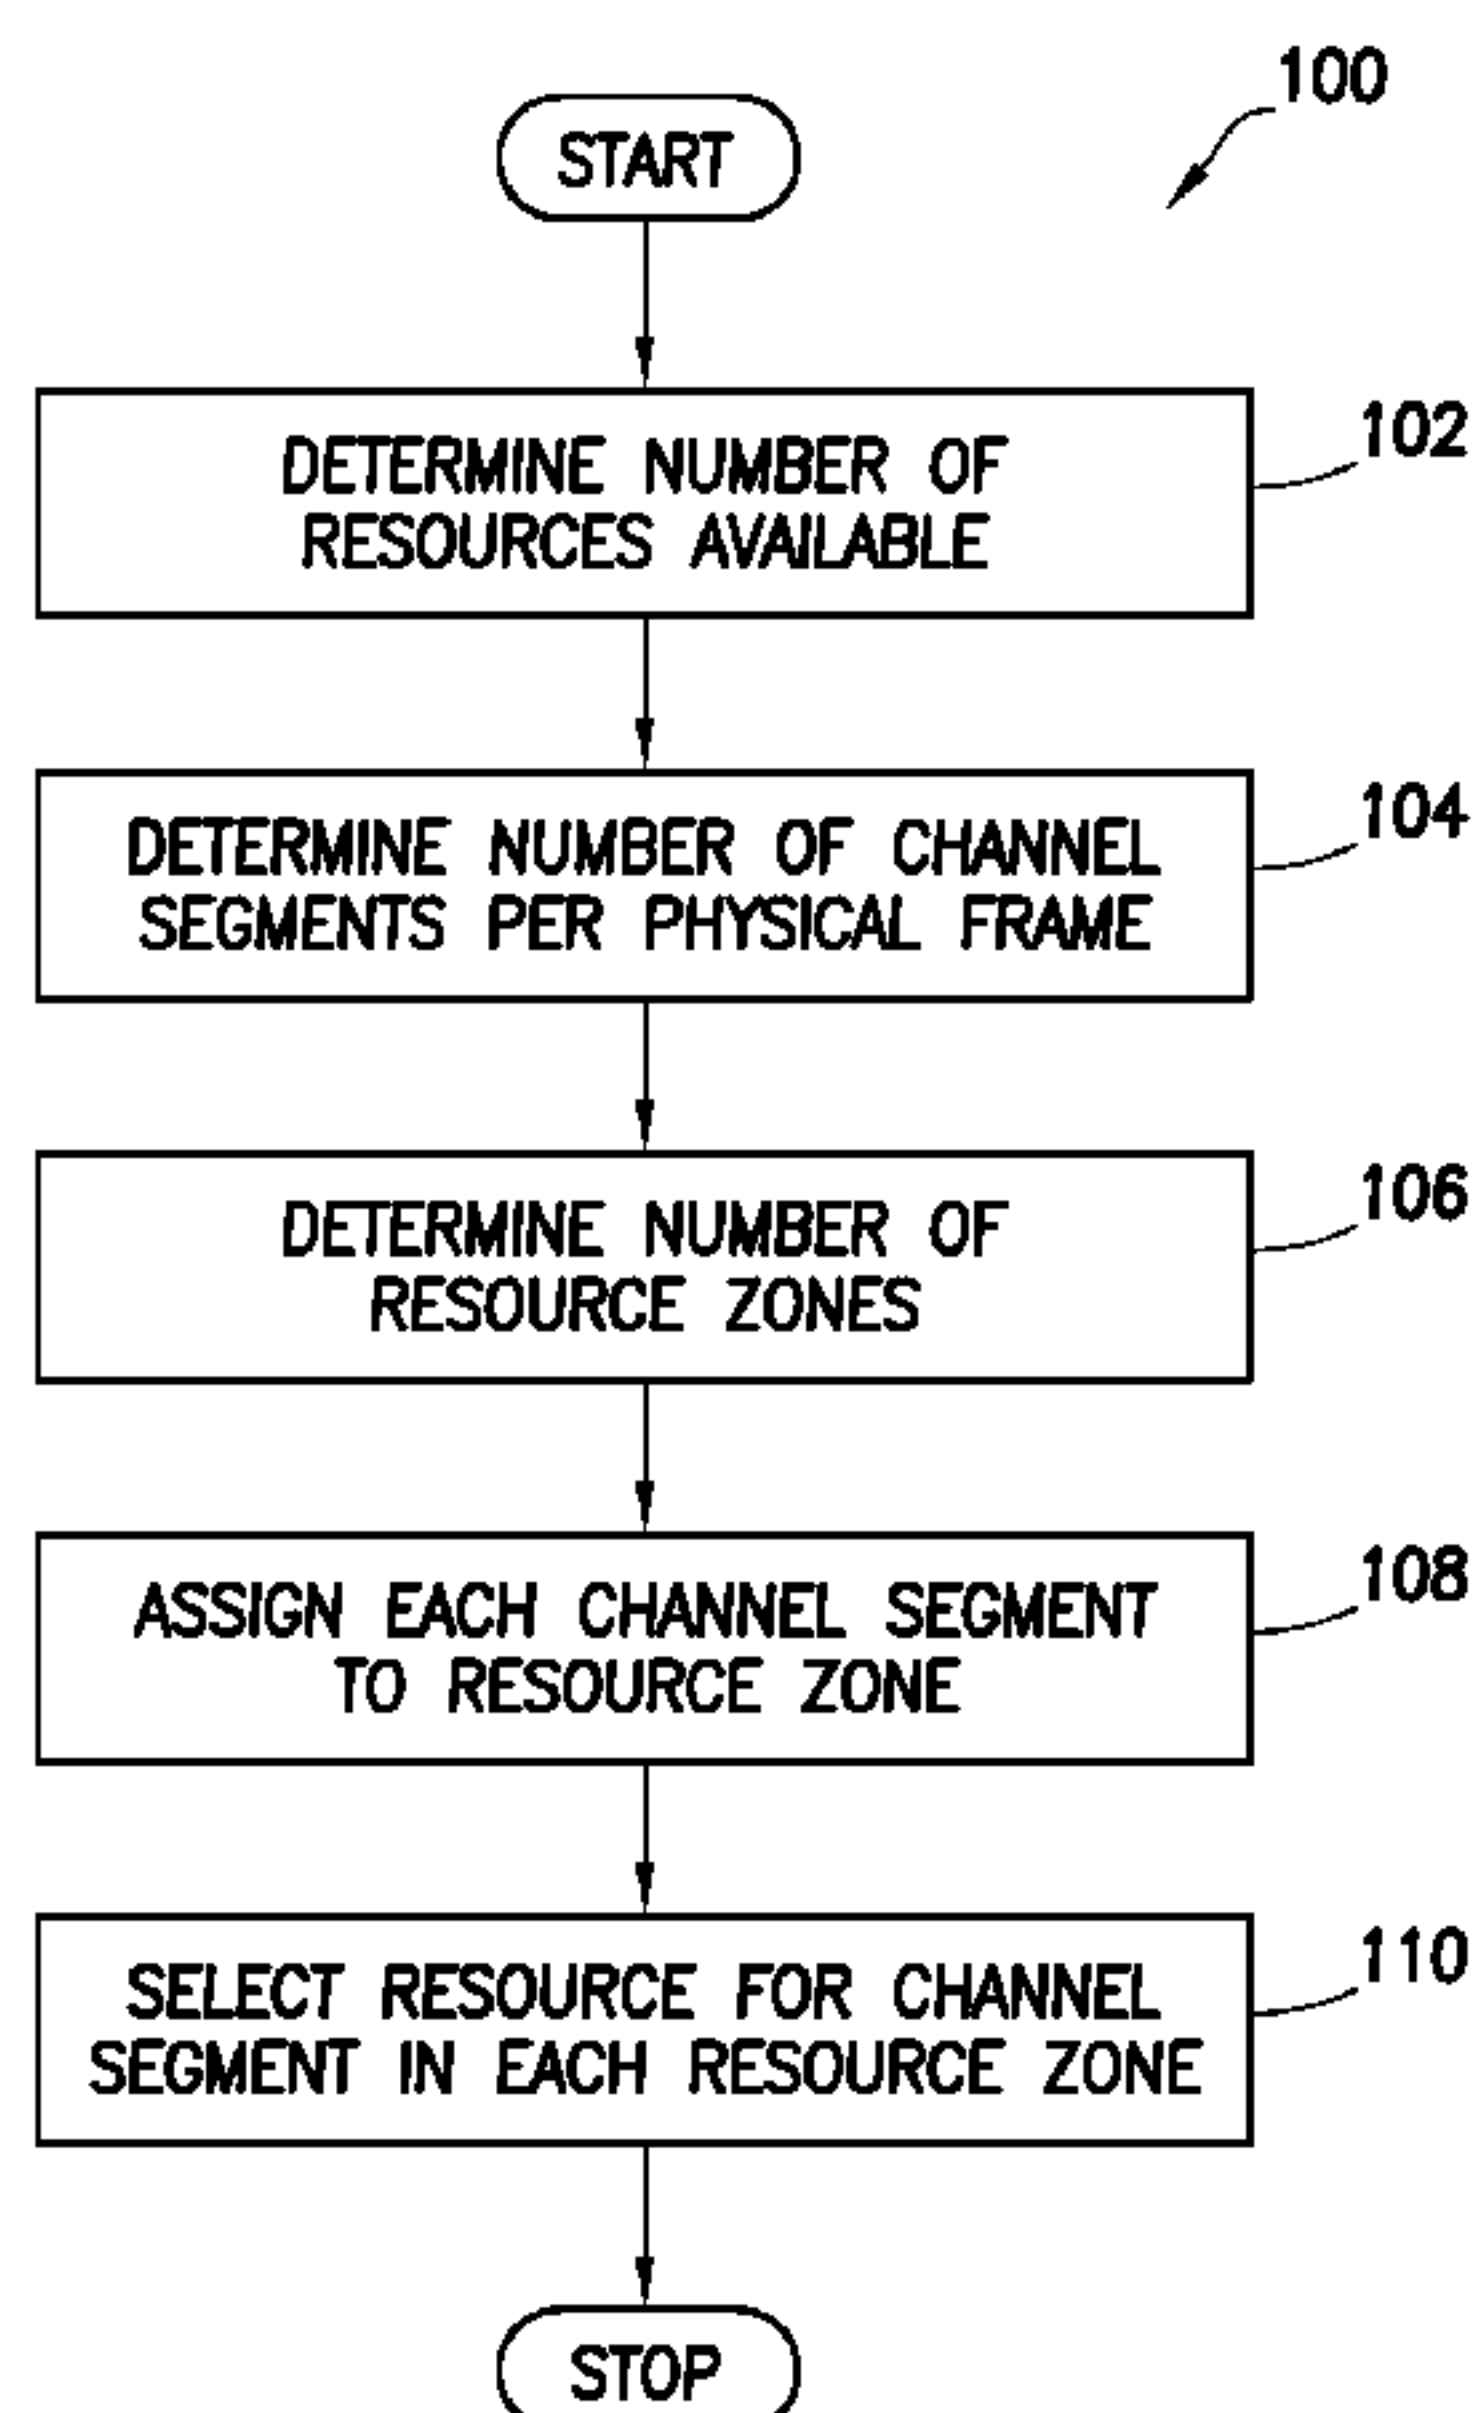 100
START
DETERMINE NUMBER OF
RESOURCES AVAILABLE
102
DETERMINE NUMBER OF CHANNEL
SEGMENTS PER PHYSICAL FRAME
104
DETERMINE NUMBER OF
RESOURCE ZONES
106
ASSIGN EACH CHANNEL SEGMENT
TO RESOURCE ZONE
108
SELECT RESOURCE FOR CHANNEL
SEGMENT IN EACH RESOURCE ZONE
110
STOP